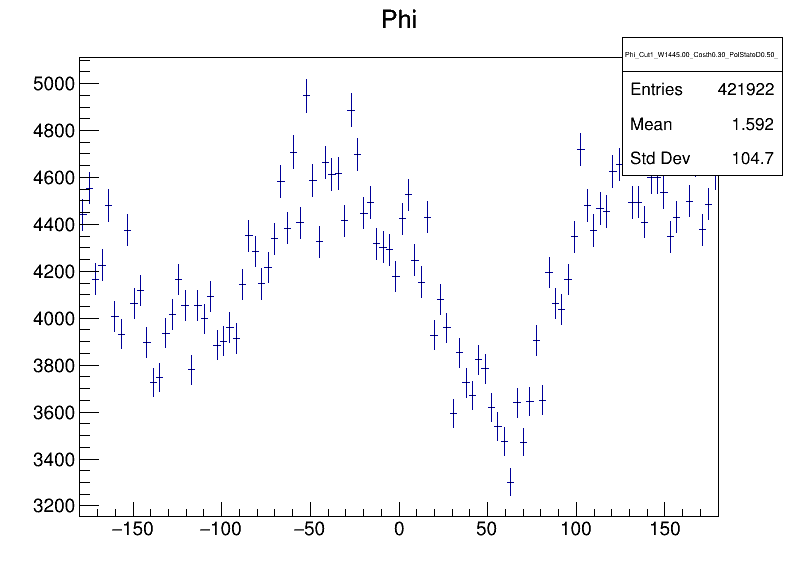 Phi
Phi_Cut1_W1445.00_Costh0.30_PolStateD0.50_
Entries 421922
Mean 1.592
Std Dev 104.7
5000
4800
4600
4400
4200
4000
3800
3600
3400
3200
−150 −100 −50 0 50 100 150